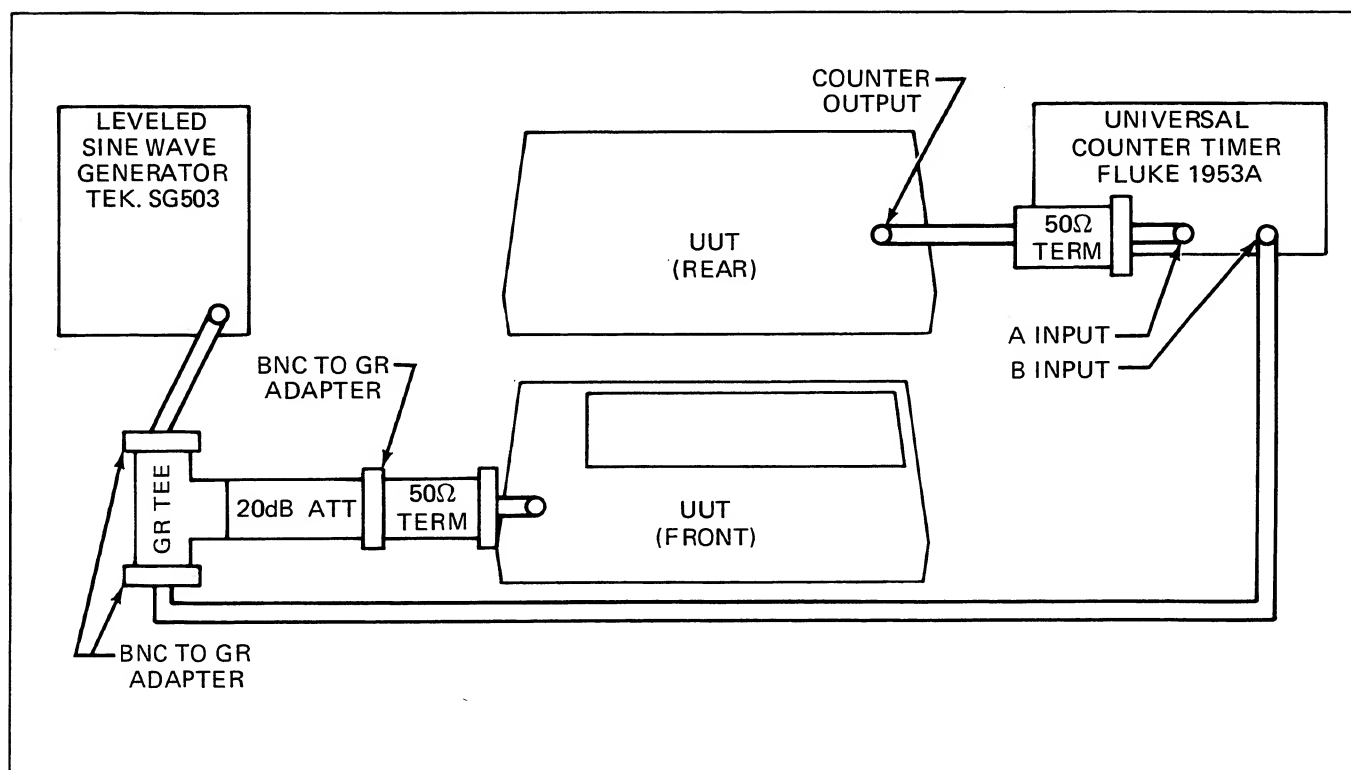 LEVELED
SINE WAVE
GENERATOR
TEK. SG503
COUNTER
OUTPUT
UNIVERSAL
COUNTER TIMER
FLUKE 1953A
UUT
(REAR)
50Ω
TERM
A INPUT
B INPUT
BNC TO GR
ADAPTER
GR TEE
20dB ATT
50Ω
TERM
UUT
(FRONT)
BNC TO GR
ADAPTER